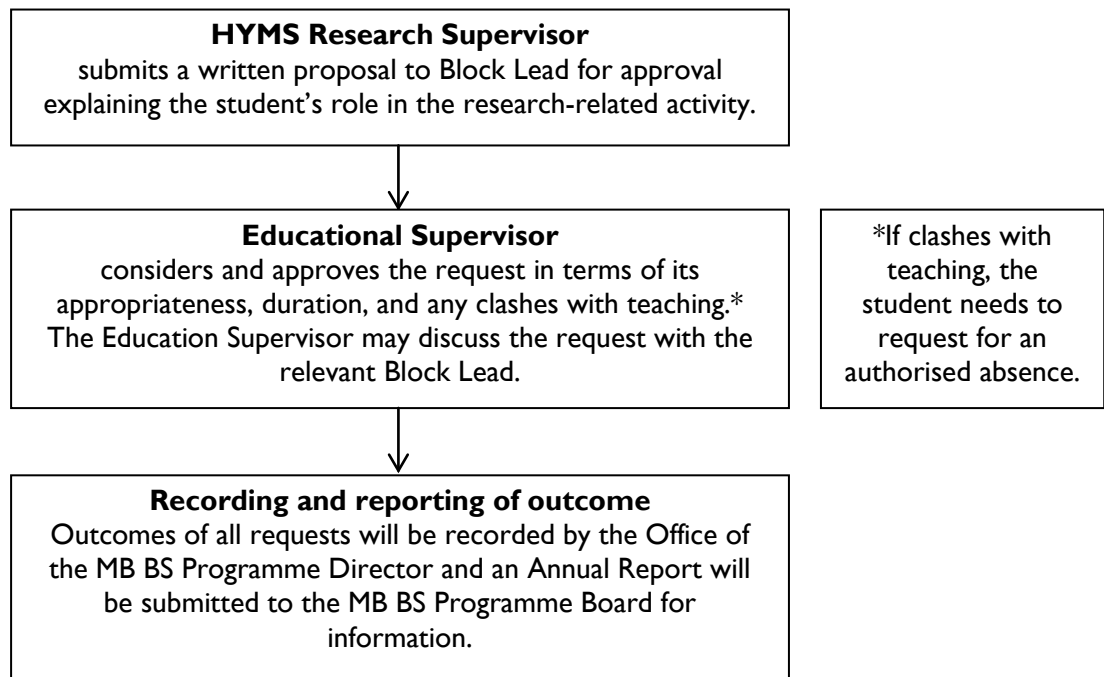 HYMS Research Supervisor
submits a written proposal to Block Lead for approval
explaining the student’s role in the research-related activity.
Educational Supervisor
considers and approves the request in terms of its
appropriateness, duration, and any clashes with teaching.*
The Education Supervisor may discuss the request with the
relevant Block Lead.
*If clashes with
teaching, the
student needs to
request for an
authorised absence.
Recording and reporting of outcome
Outcomes of all requests will be recorded by the Office of
the MB BS Programme Director and an Annual Report will
be submitted to the MB BS Programme Board for
information.